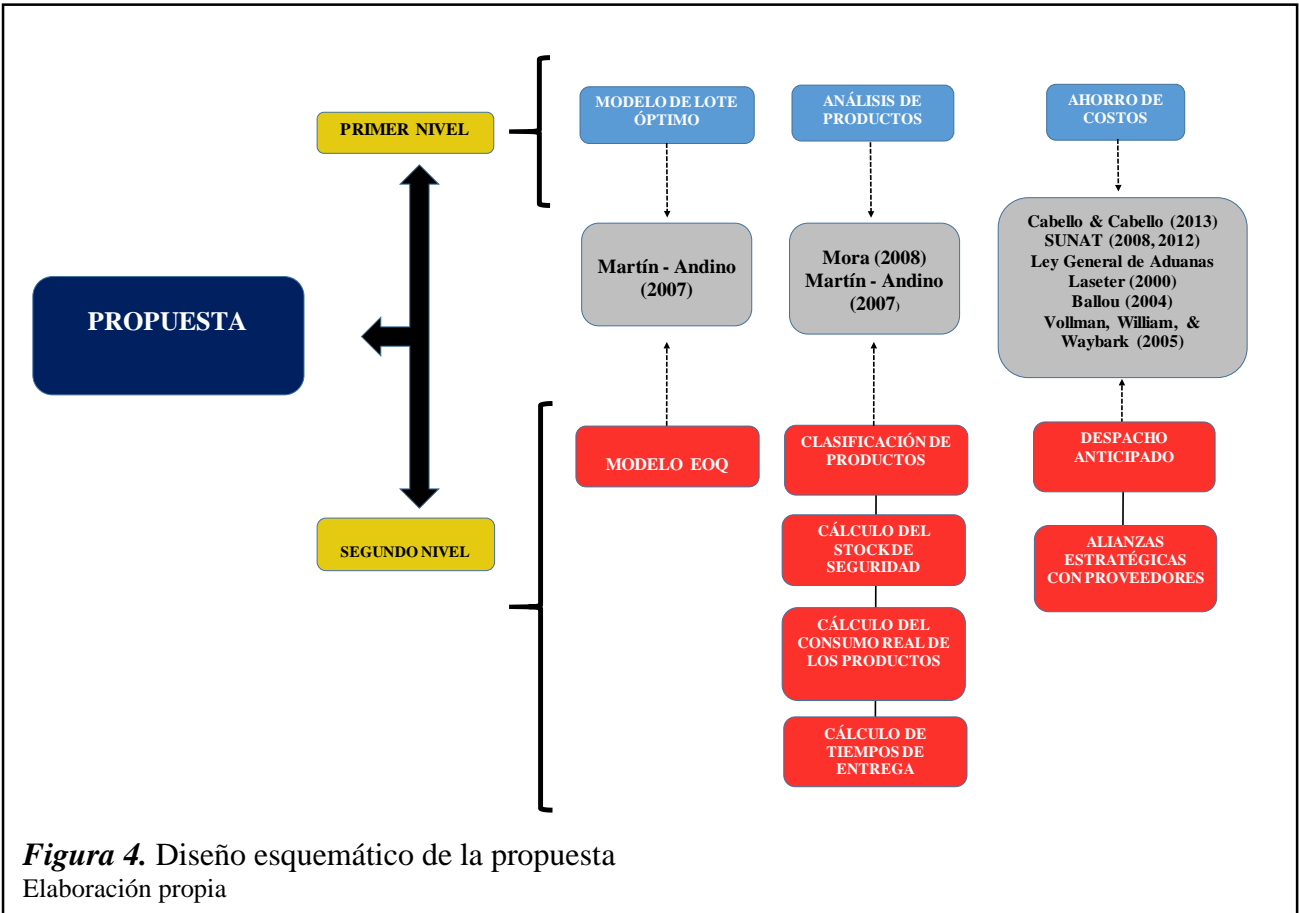 MODELO DE LOTE
ÓPTIMO
ANÁLISIS DE
PRODUCTOS
AHORRO DE
COSTOS
PRIMER NIVEL
Martín - Andino
(2007)
Mora (2008)
Martín - Andino
(2007)
Cabello & Cabello (2013)
SUNAT (2008, 2012)
Ley General de Aduanas
Laseter (2000)
Ballou (2004)
Vollman, William, &
Waybark (2005)
PROPUESTA
SEGUNDO NIVEL
MODELO EOQ
CLASIFICACIÓN DE
PRODUCTOS
CÁLCULO DEL
STOCK DE
SEGURIDAD
CÁLCULO DEL
CONSUMO REAL DE
LOS PRODUCTOS
CÁLCULO DE
TIEMPOS DE
ENTREGA
DESPACHO
ANTICIPADO
ALIANZAS
ESTRATÉGICAS
CON PROVEEDORES
Figura 4. Diseño esquemático de la propuesta
Elaboración propia